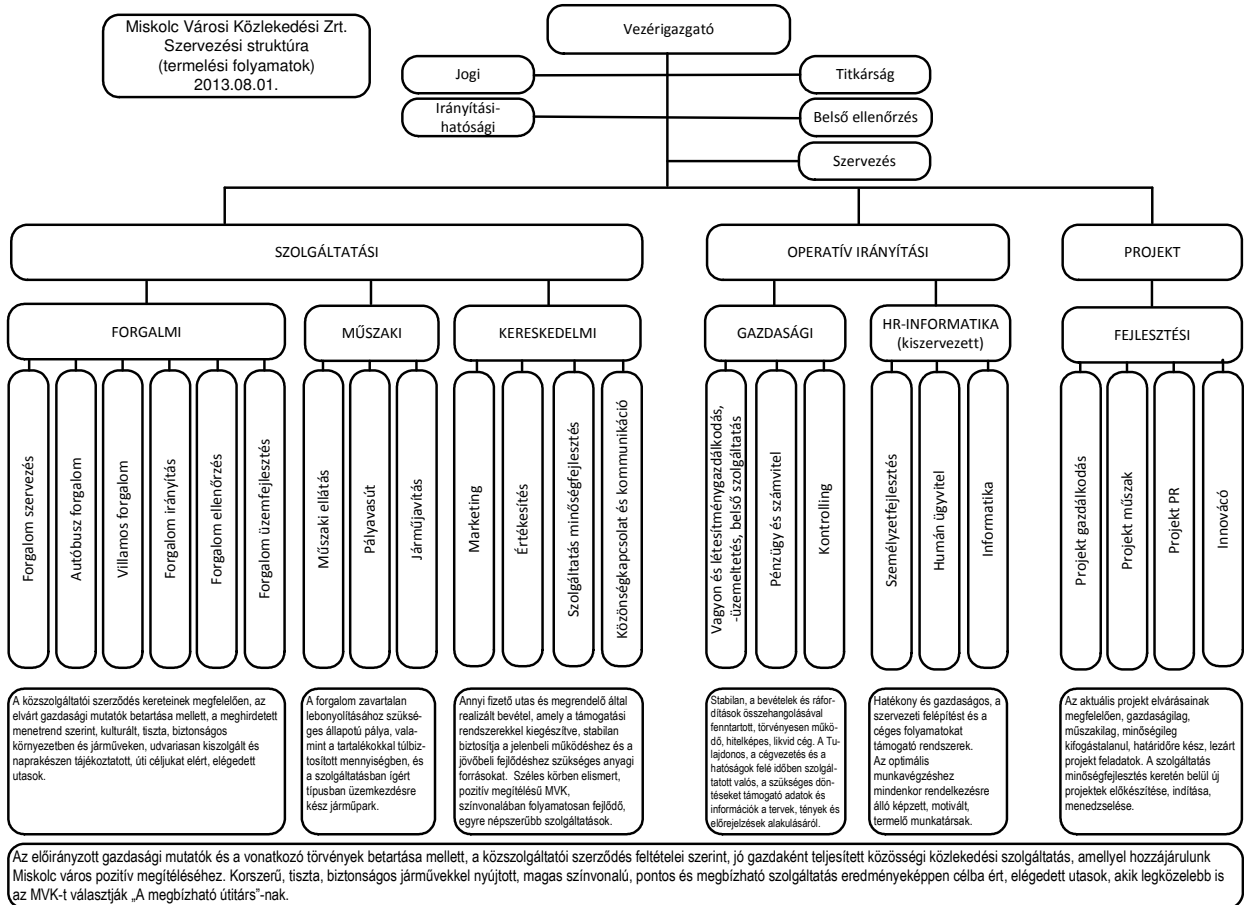 Miskolc Városi Közlekedési Zrt.
Szervezési struktúra
(termelési folyamatok)
2013.08.01.
Vezérigazgató
Jogi
Titkárság
Irányítási-
hatósági
Belső ellenőrzés
Szervezés
SZOLGÁLTATÁSI
OPERATÍV IRÁNYÍTÁSI
PROJEKT
FORGALMI
MŰSZAKI
KERESKEDELMI
GAZDASÁGI
HR-INFORMATIKA
(kiszervezett)
FEJLESZTÉSI
Forgalom szervezés
Autóbusz forgalom
Villamos forgalom
Forgalom irányítás
Forgalom ellenőrzés
Forgalom üzemfejlesztés
Műszaki ellátás
Pályavasút
Járműjavítás
Marketing
Értékesítés
Szolgáltatás minőségfejlesztés
Közönségkapcsolat és kommunikáció
Vagyon és létesítménygazdálkodás,
-üzemeltetés, belső szolgáltatás
Pénzügy és számvitel
Kontrolling
Személyzetfejlesztés
Humán ügyvitel
Informatika
Projekt gazdálkodás
Projekt műszak
Projekt PR
Innovácó
A közszolgáltatói szerződés kereteinek megfelelően, az
elvárt gazdasági mutatók betartása mellett, a meghirdetett
menetrend szerint, kulturált, tiszta, biztonságos
környezetben és járműveken, udvariasan kiszolgált és
naprakészen tájékoztatott, úti céljukat elért, elégedett
utasok.
A forgalom zavartalan
lebonyolításához szüksé-
ges állapotú pálya, vala-
mint a tartalékokkal túlbiz-
tosított mennyiségben, és
a szolgáltatásban ígért
típusban üzemkezdésre
kész járműpark.
Annyi fizető utas és megrendelő által
realizált bevétel, amely a támogatási
rendszerekkel kiegészítve, stabilan
biztosítja a jelenbeli működéshez és a
jövőbeli fejlődéshez szükséges anyagi
forrásokat. Széles körben elismert,
pozitív megítélésű MVK,
színvonalában folyamatosan fejlődő,
egyre népszerűbb szolgáltatások.
Stabilan, a bevételek és ráfor-
dítások összehangolásával
fenntartott, törvényesen műkö-
dő, hitelképes, likvid cég. A Tu-
lajdonos, a cégvezetés és a
hatóságok felé időben szolgál-
tatott valós, a szükséges dön-
téseket támogató adatok és
információk a tervek, tények és
előrejelzések alakulásáról.
Hatékony és gazdaságos, a
szervezeti felépítést és a
céges folyamatokat
támogató rendszerek.
Az optimális
munkavégzéshez
mindenkor rendelkezésre
álló képzett, motivált,
termelő munkatársak.
Az aktuális projekt elvárásainak
megfelelően, gazdaságilag,
műszakilag, minőségileg
kifogástalanul, határidőre kész, lezárt
projekt feladatok. A szolgáltatás
minőségfejlesztés keretén belül új
projektek előkészítése, indítása,
menedzselése.
Az előirányzott gazdasági mutatók és a vonatkozó törvények betartása mellett, a közszolgáltatói szerződés feltételei szerint, jó gazdaként teljesített közösségi közlekedési szolgáltatás, amellyel hozzájárulunk
Miskolc város pozitív megítéléséhez. Korszerű, tiszta, biztonságos járművekkel nyújtott, magas színvonalú, pontos és megbízható szolgáltatás eredményeképpen célba ért, elégedett utasok, akik legközelebb is
az MVK-t választják „A megbízható útitárs”-nak.